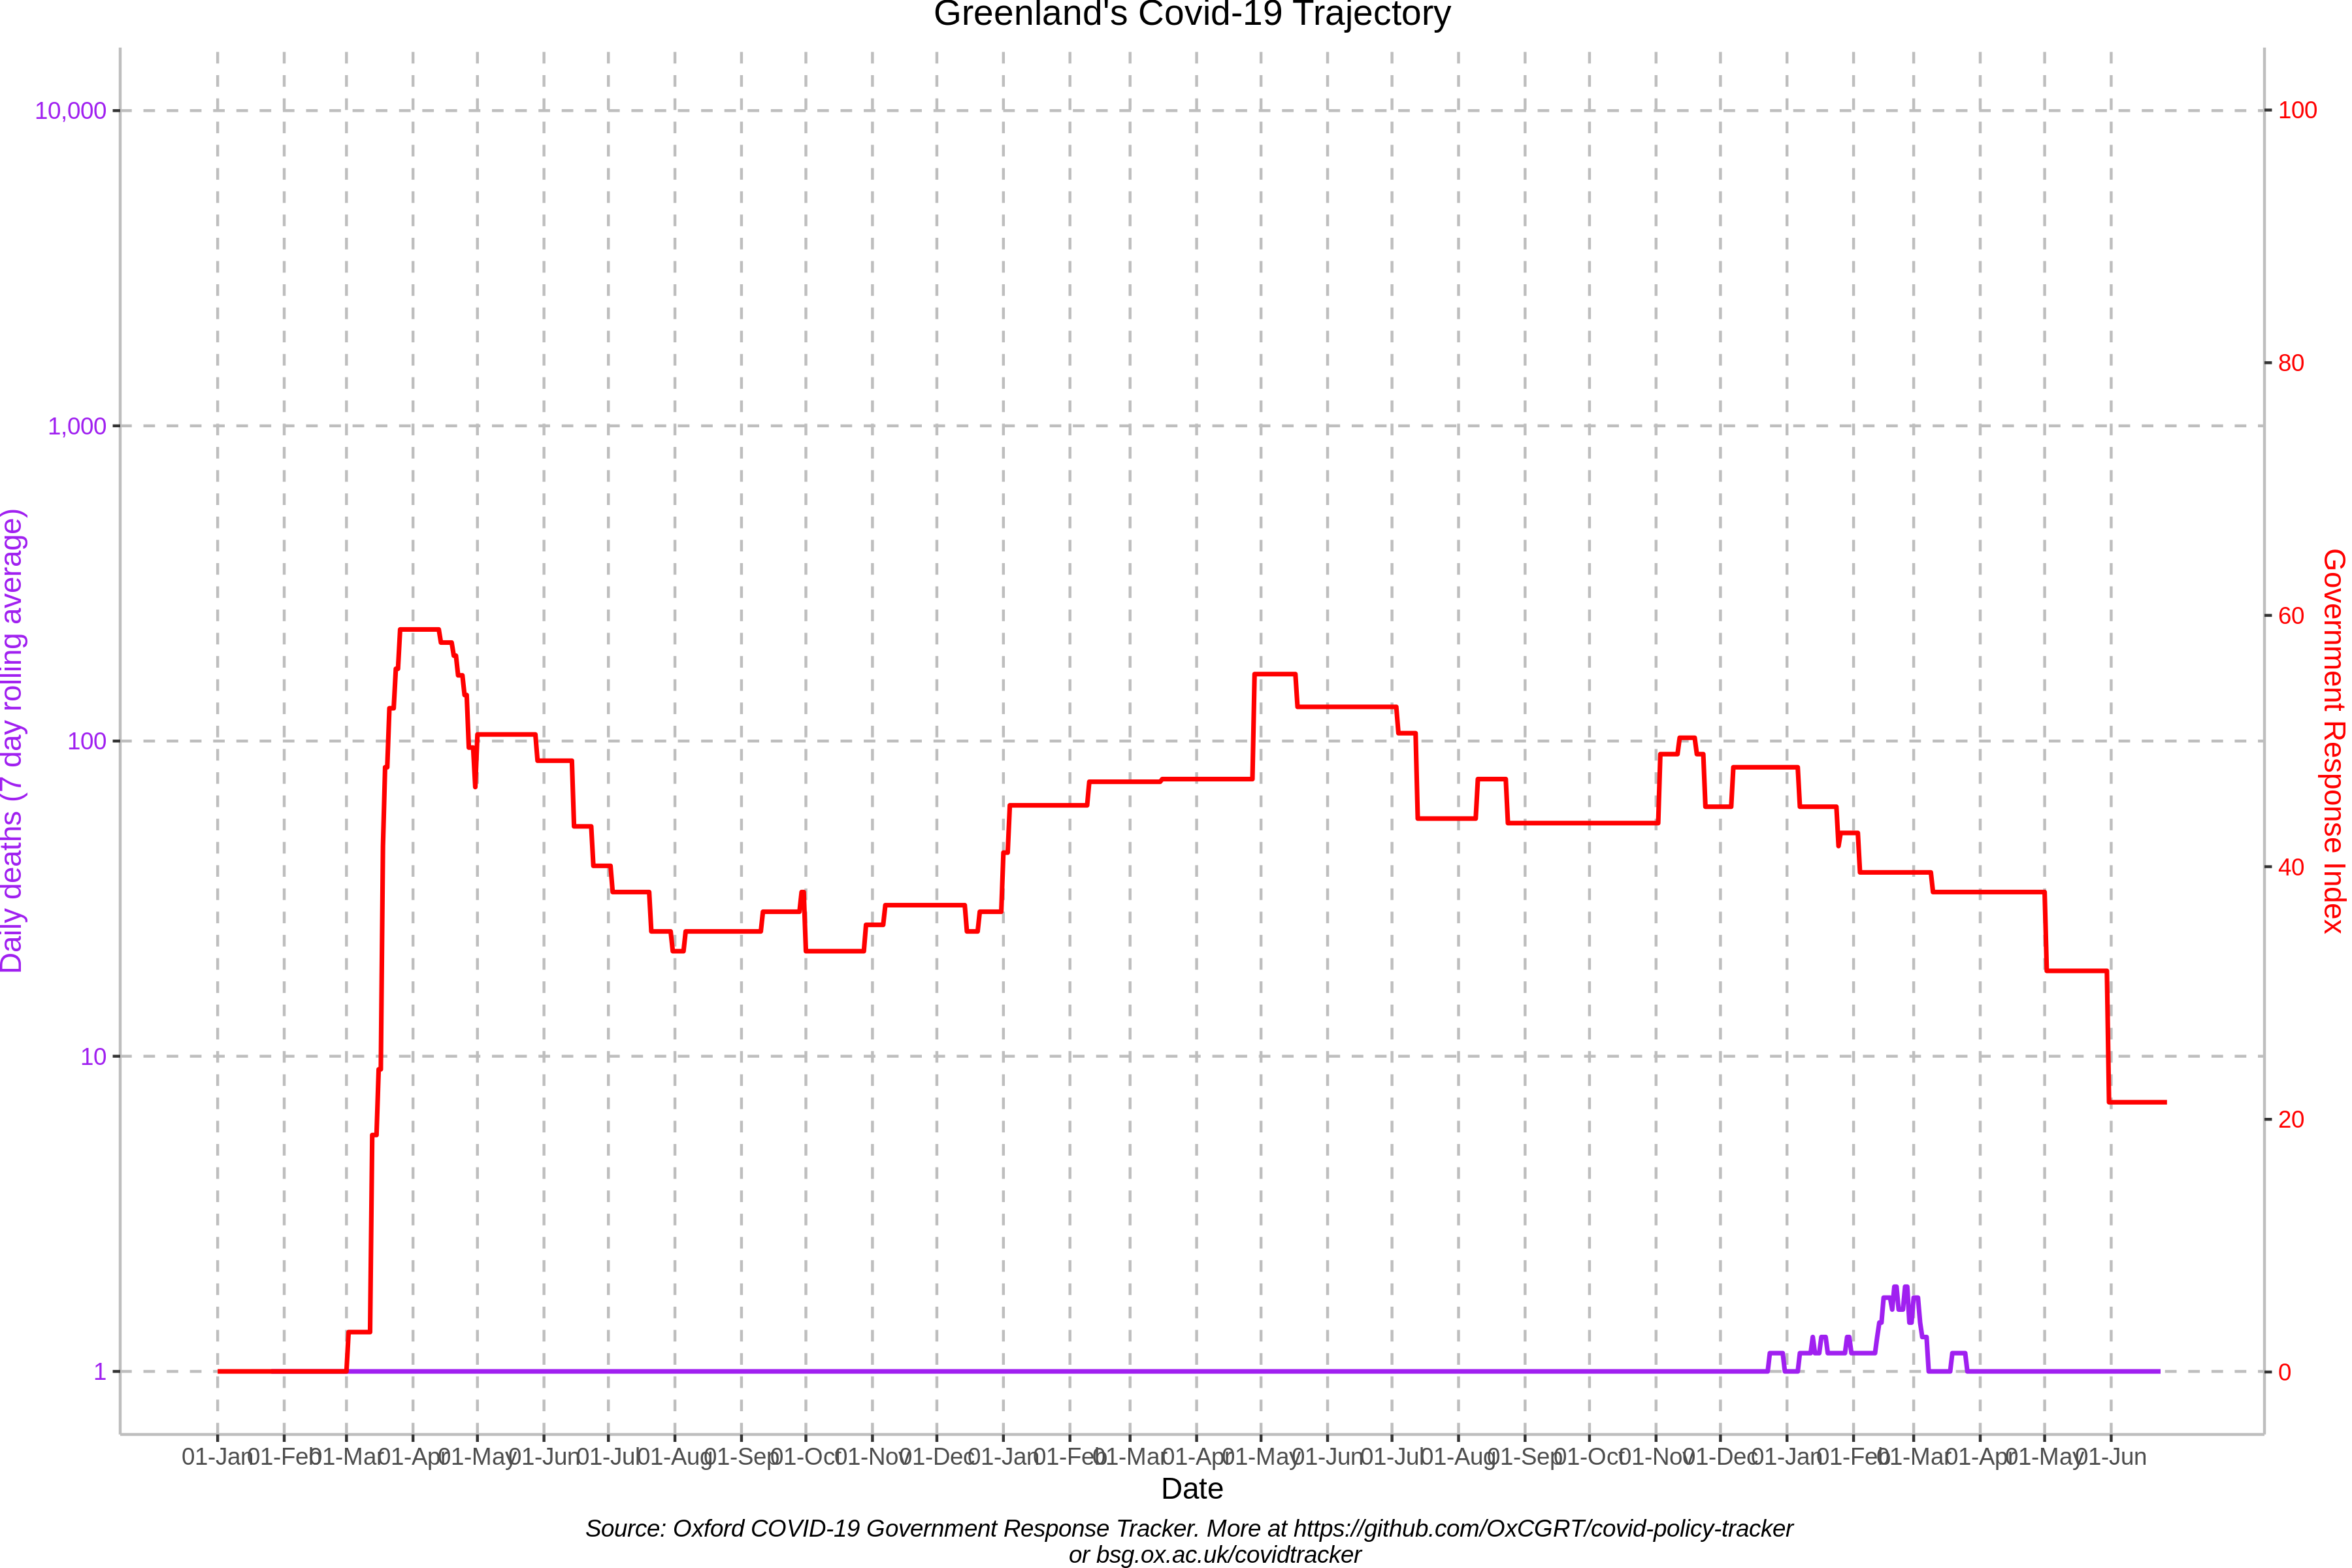 Greenland's Covid-19 Trajectory
10,000
1,000
100
10
1
Daily deaths (7 day rolling average)
100
80
60
40
20
0
Government Response Index
01-Jan 01-Feb 01-Mar 01-Apr 01-May 01-Jun 01-Jul 01-Aug 01-Sep 01-Oct 01-Nov 01-Dec 01-Jan 01-Feb 01-Mar 01-Apr 01-May 01-Jun 01-Jul 01-Aug 01-Sep 01-Oct 01-Nov 01-Dec 01-Jan 01-Feb 01-Mar 01-Apr 01-May 01-Jun
Date
Source: Oxford COVID-19 Government Response Tracker. More at https://github.com/OxCGRT/covid-policy-tracker
or bsg.ox.ac.uk/covidtracker